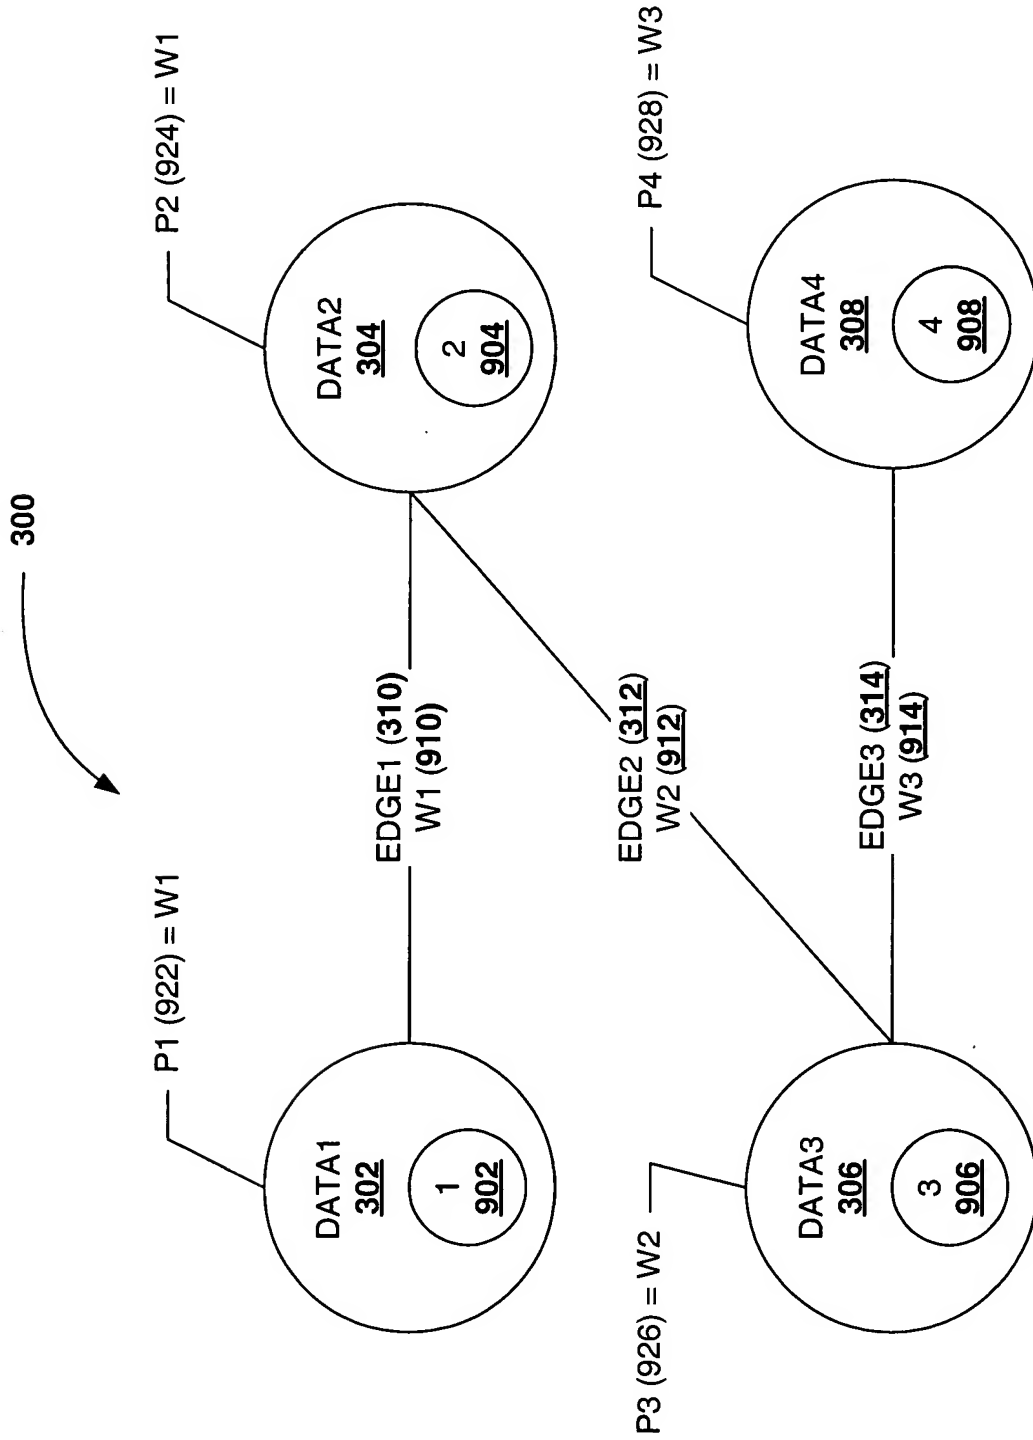 300
P1 (922) = W1
P2 (924) = W1
DATA1
302
1
902
EDGE1 (310)
W1 (910)
DATA2
304
2
904
EDGE2 (312)
W2 (912)
P3 (926) = W2
P4 (928) = W3
DATA3
306
3
906
EDGE3 (314)
W3 (914)
DATA4
308
4
908